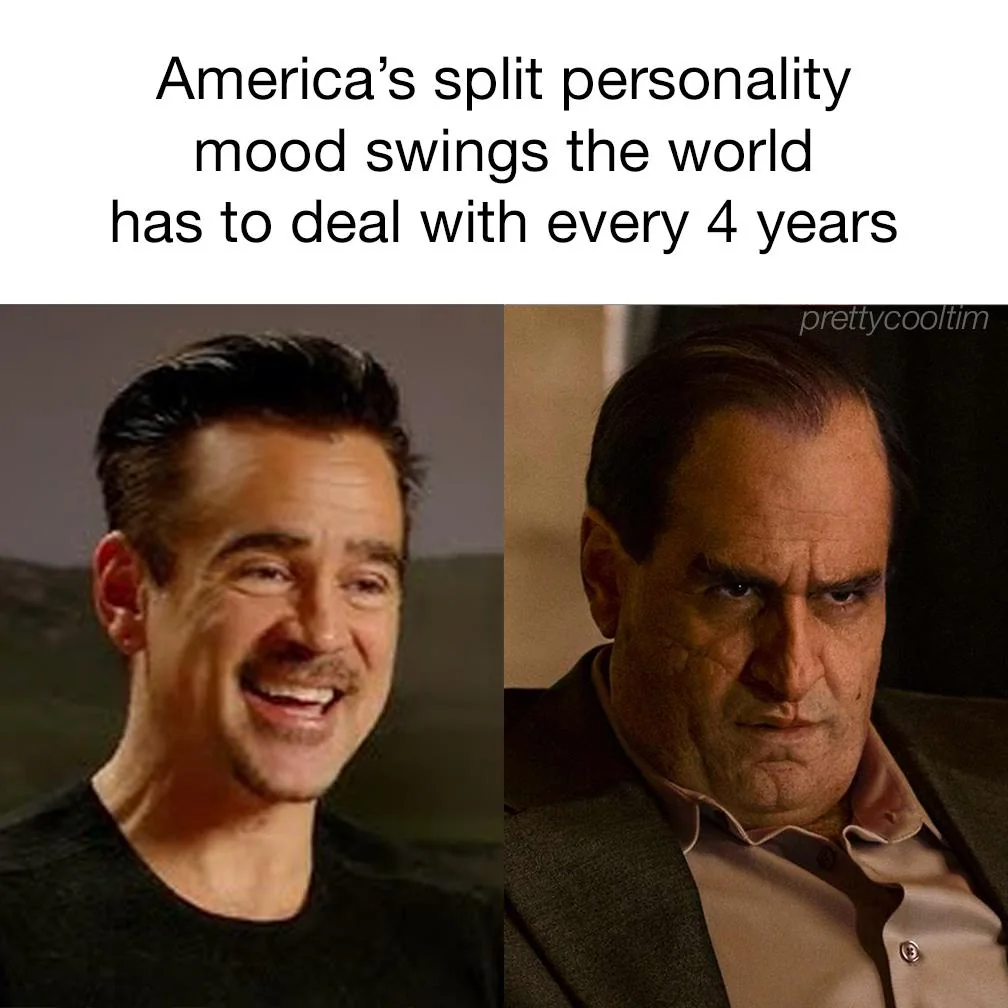 America’s split personality
mood swings the world
has to deal with every 4 years
prettycooltim